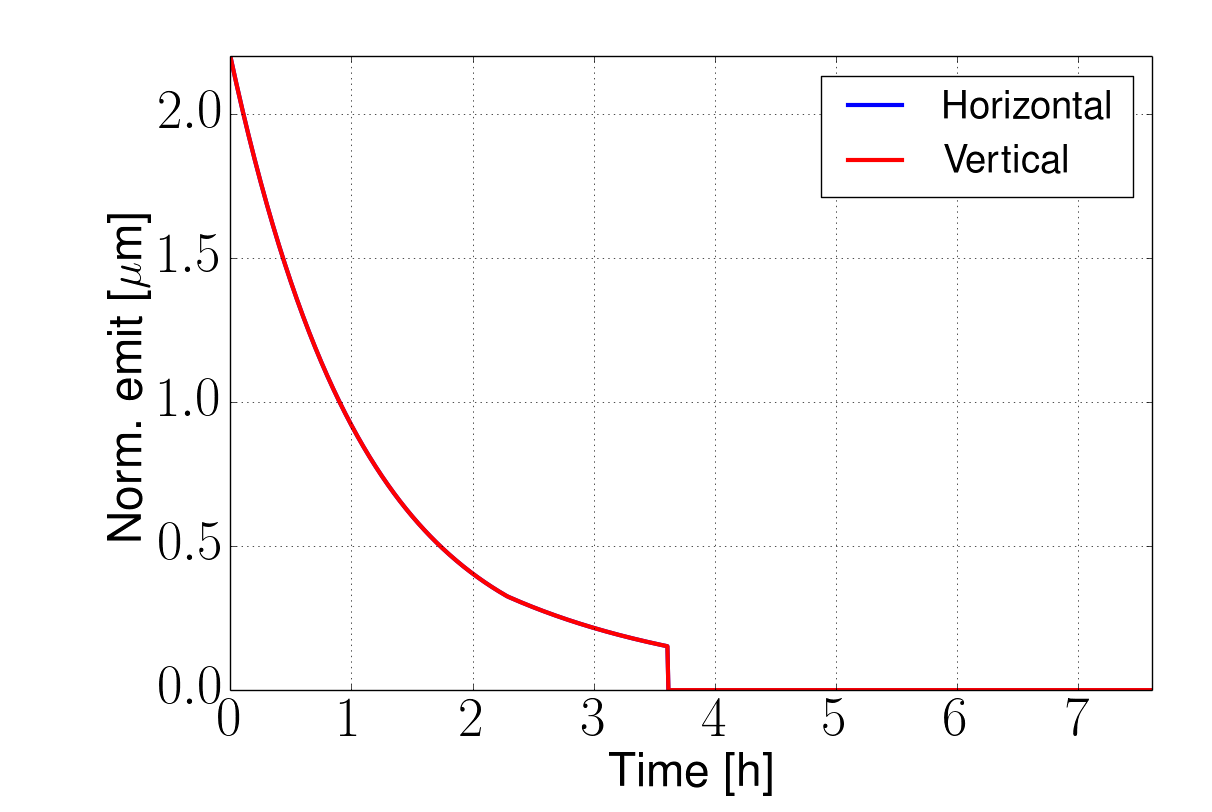 Horizontal
Vertical
Norm. emit [μm]
2.0
1.5
1.0
0.5
0.0
0 1 2 3 4 5 6 7
Time [h]